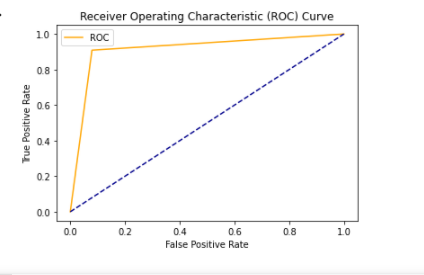 Receiver Operating Characteristic (ROC) Curve
ROC
1.0
0.8
0.6
0.4
0.2
0.0
True Positive Rate
0.0 0.2 0.4 0.6 0.8 1.0
False Positive Rate